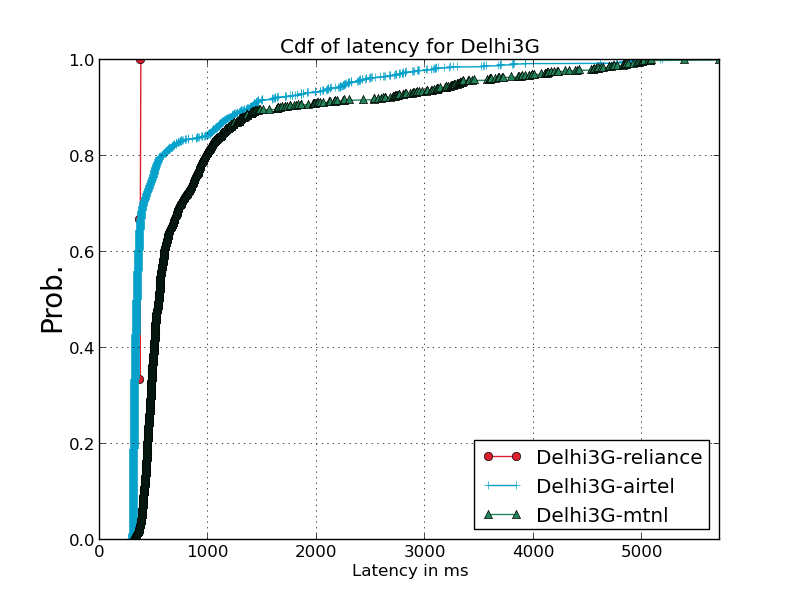 Cdf of latency for Delhi3G
Prob.
1.0
0.8
0.6
0.4
0.2
0.0
0 1000 2000 3000 4000 5000
Latency in ms
Delhi3G-reliance
Delhi3G-airtel
Delhi3G-mtnl